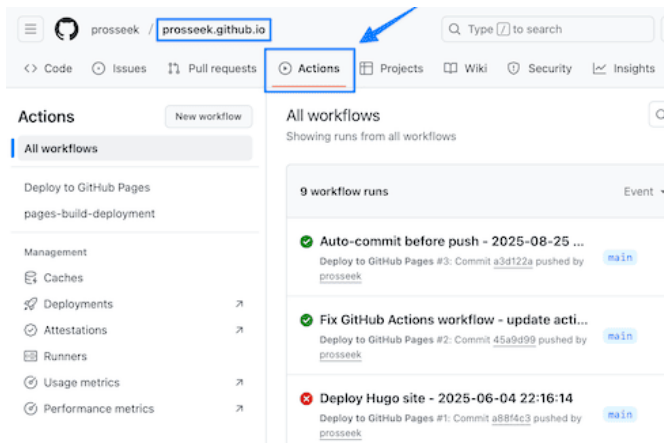 prosseek / prosseek.github.io
Type / to search
<> Code Issues Pull requests Actions Projects Wiki Security Insights
Actions
New workflow
All workflows
Deploy to GitHub Pages
pages-build-deployment
Management
Caches
Deployments
Attestations
Runners
Usage metrics
Performance metrics
All workflows
Showing runs from all workflows
9 workflow runs
Event
Auto-commit before push - 2025-08-25 ...
Deploy to GitHub Pages #3: Commit a3d122a pushed by
prosseek
main
Fix GitHub Actions workflow - update acti...
Deploy to GitHub Pages #2: Commit 45a9d99 pushed by
prosseek
main
Deploy Hugo site - 2025-06-04 22:16:14
Deploy to GitHub Pages #1: Commit a88f4c3 pushed by
prosseek
main